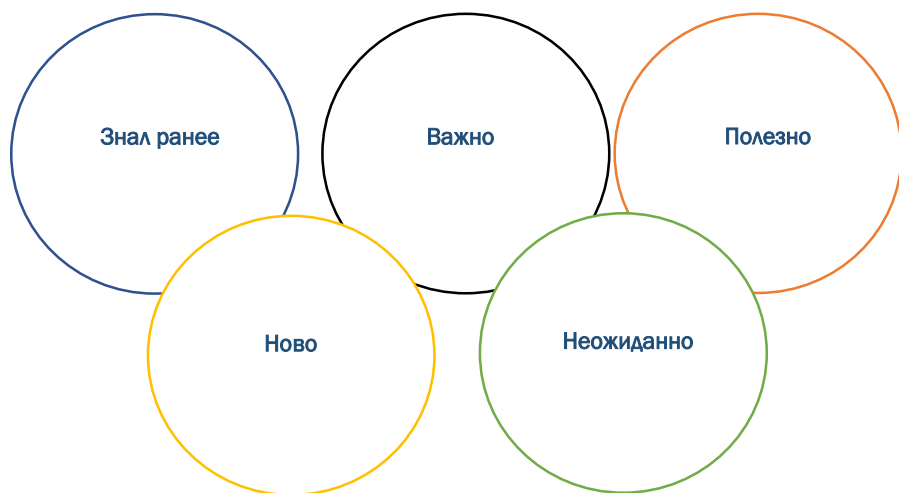 Знал ранее
Важно
Полезно
Ново
Неожиданно